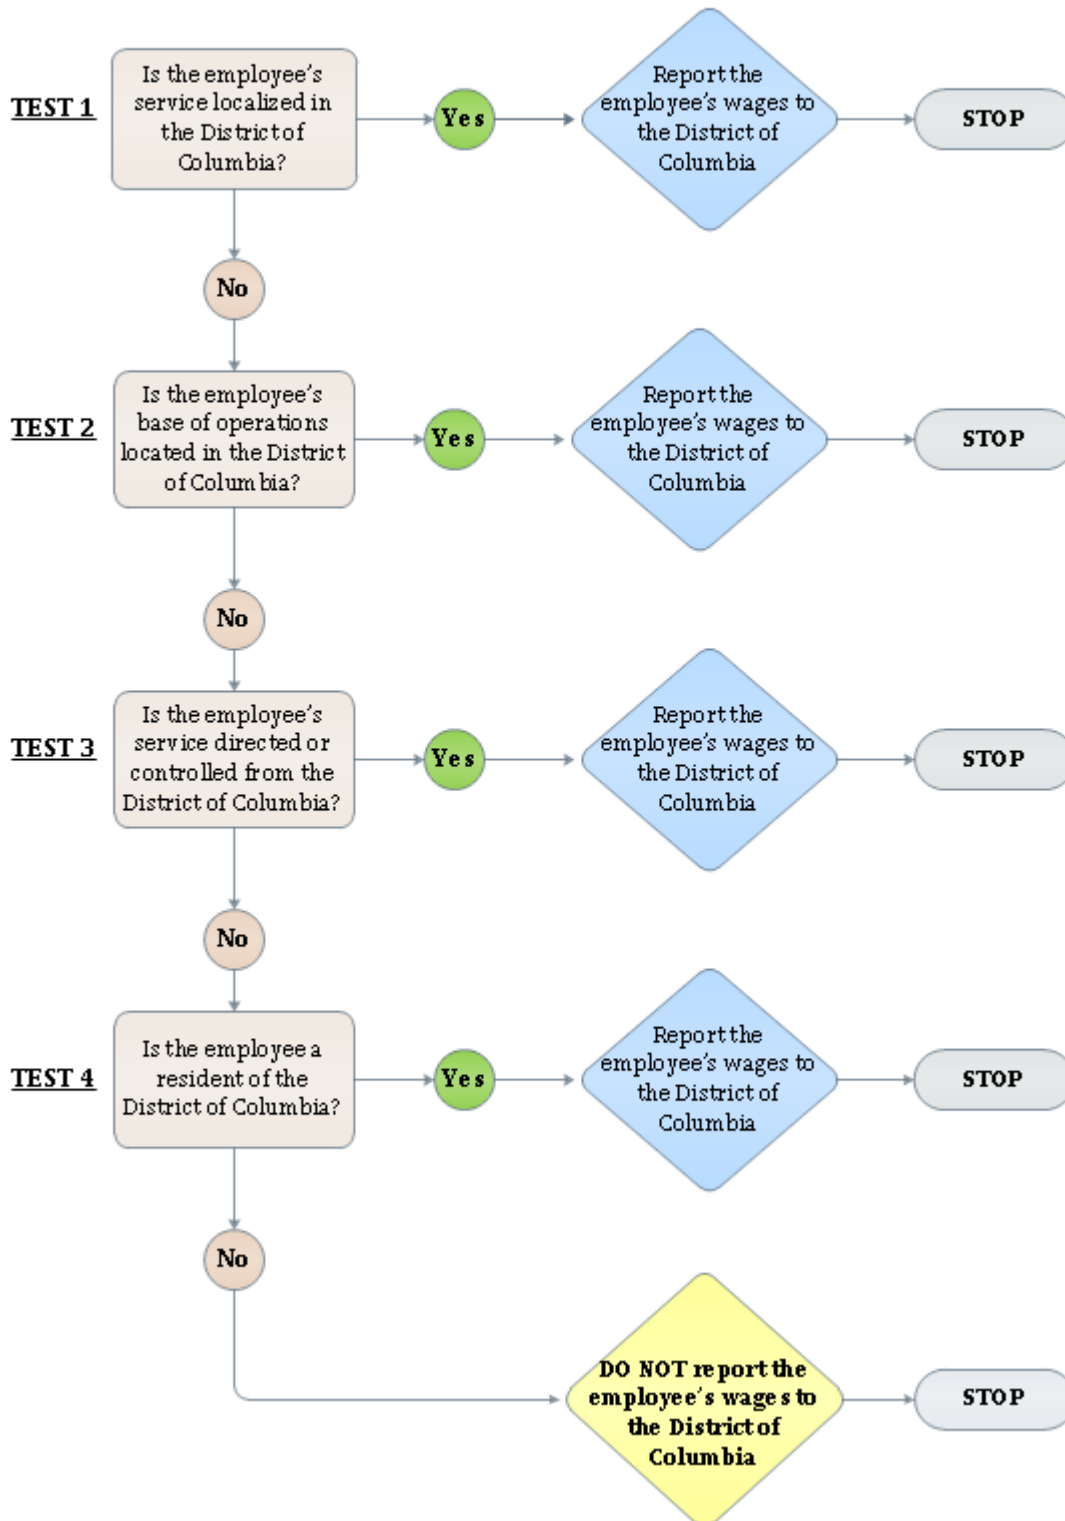 TEST 1
Is the employee's
service localized in
the District of
Columbia?
Yes
Report the
employee's wages to
the District of
Columbia
STOP
No
TEST 2
Is the employee's
base of operations
located in the District
of Columbia?
Yes
Report the
employee's wages to
the District of
Columbia
STOP
No
TEST 3
Is the employee's
service directed or
controlled from the
District of Columbia?
Yes
Report the
employee's wages to
the District of
Columbia
STOP
No
TEST 4
Is the employee a
resident of the
District of Columbia?
Yes
Report the
employee's wages to
the District of
Columbia
STOP
No
DO NOT report the
employee's wages to
the District of
Columbia
STOP